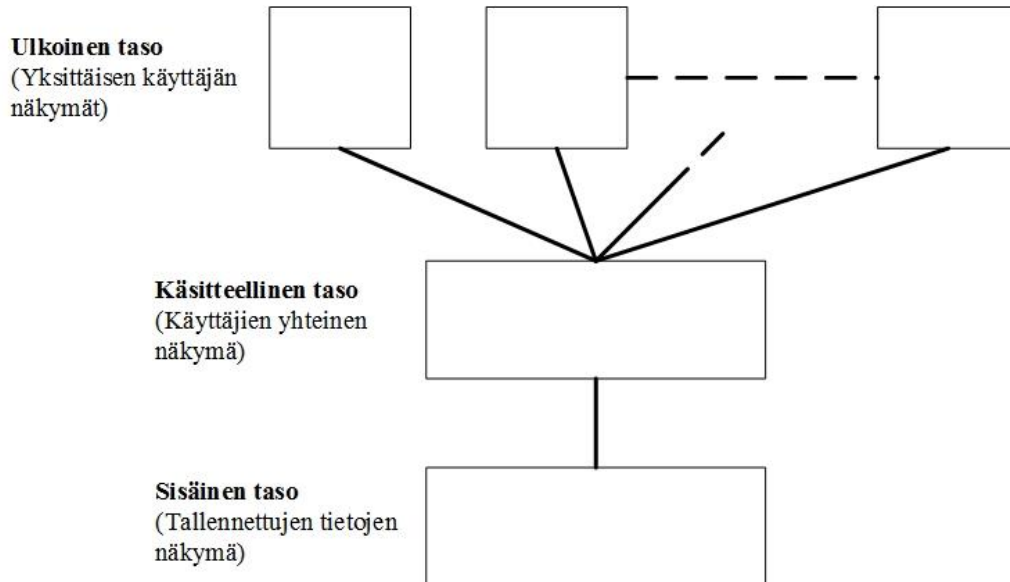 Ulkoinen taso
(Yksittäisen käyttäjän
näkymät)
Käsitteellinen taso
(Käyttäjien yhteinen
näkymä)
Sisäinen taso
(Tallennettujen tietojen
näkymä)